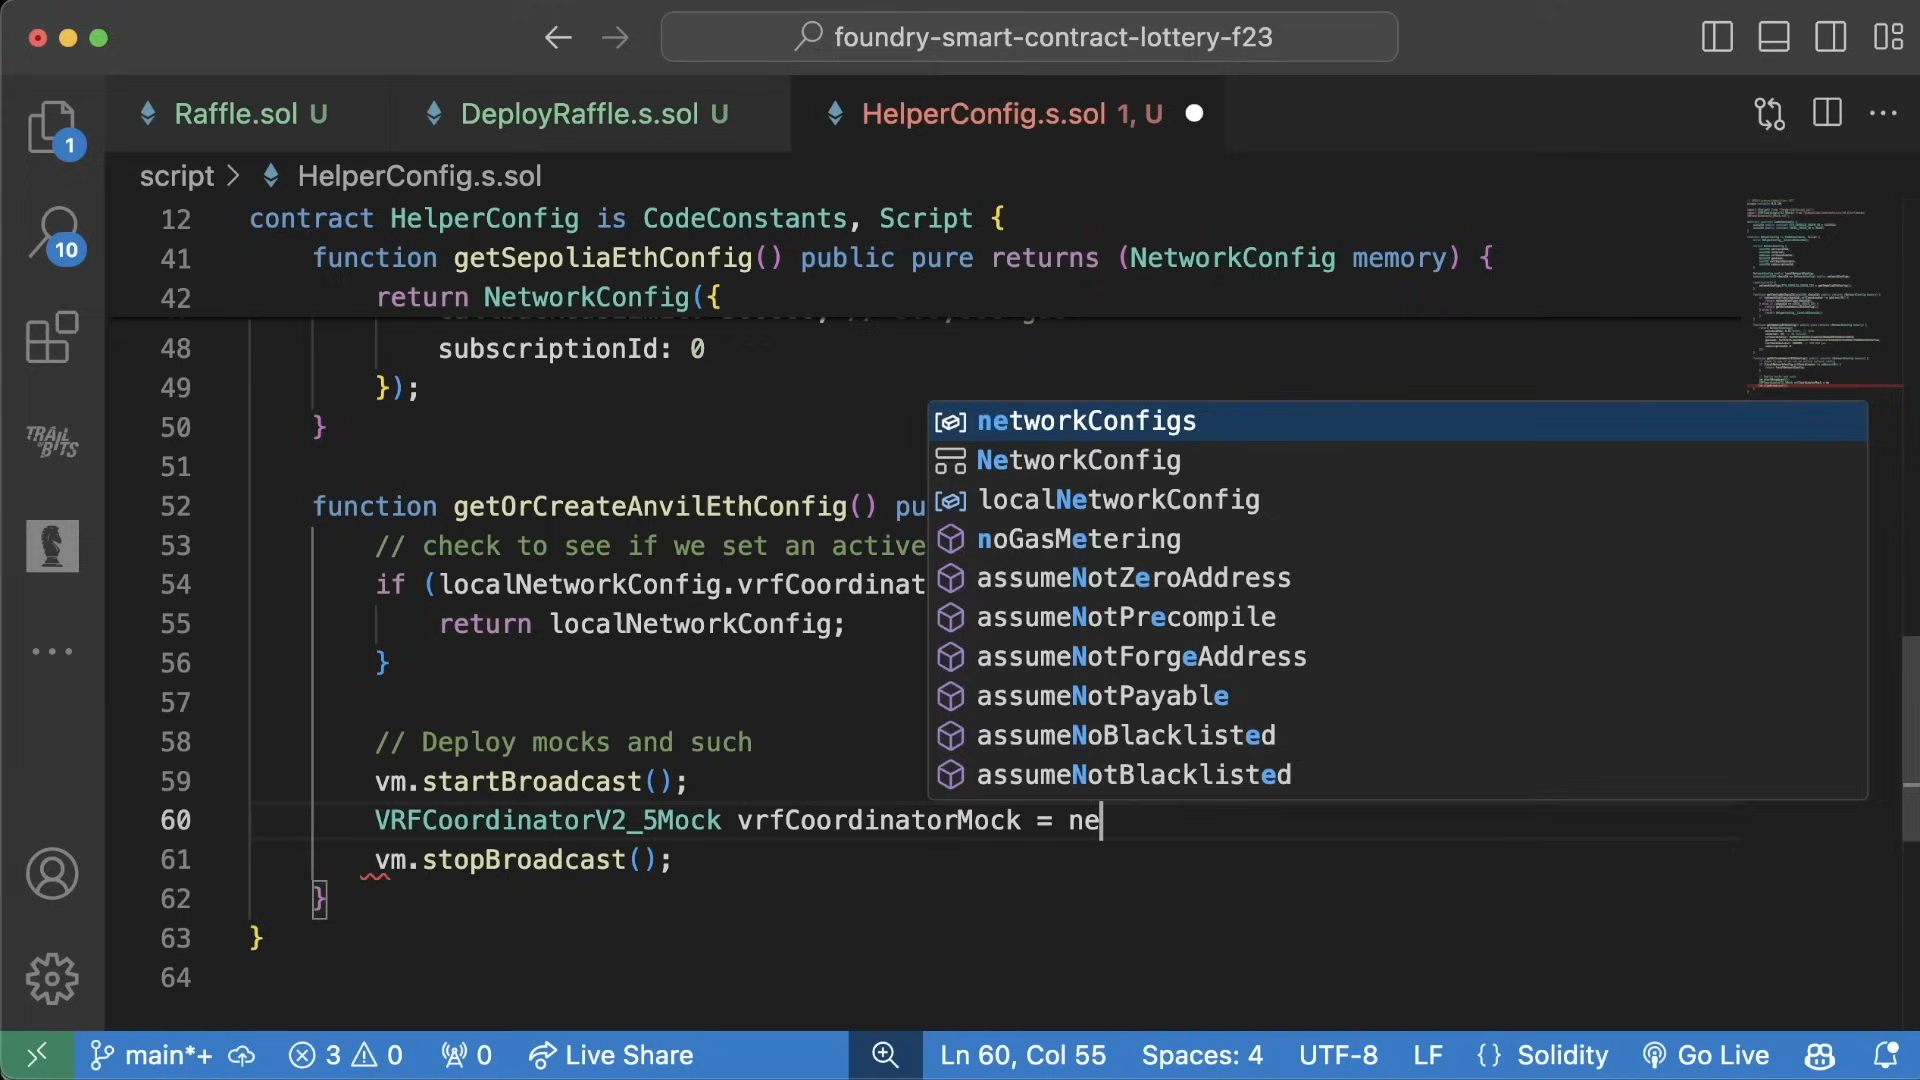 foundry-smart-contract-lottery-f23
Raffle.sol U
DeployRaffle.s.sol U
HelperConfig.s.sol 1, U
1
script > HelperConfig.s.sol
10
12 contract HelperConfig is CodeConstants, Script {
41 function getSepoliaEthConfig() public pure returns (NetworkConfig memory) {
42 return NetworkConfig({
48 subscriptionId: 0
49 });
50 }
51
52 function getOrCreateAnvilEthConfig() pu
53 // check to see if we set an active
54 if (localNetworkConfig.vrfCoordinat
55 return localNetworkConfig;
56 }
57
58 // Deploy mocks and such
59 vm.startBroadcast();
60 VRFCoordinatorV2_5Mock vrfCoordinatorMock = ne
61 vm.stopBroadcast();
62 }
63 }
64
networkConfigs
NetworkConfig
localNetworkConfig
noGasMetering
assumeNotZeroAddress
assumeNotPrecompile
assumeNotForgeAddress
assumeNotPayable
assumeNoBlacklisted
assumeNotBlacklisted
TRAIL OF BITS
main*+ 3 0 0 Live Share Ln 60, Col 55 Spaces: 4 UTF-8 LF {} Solidity Go Live